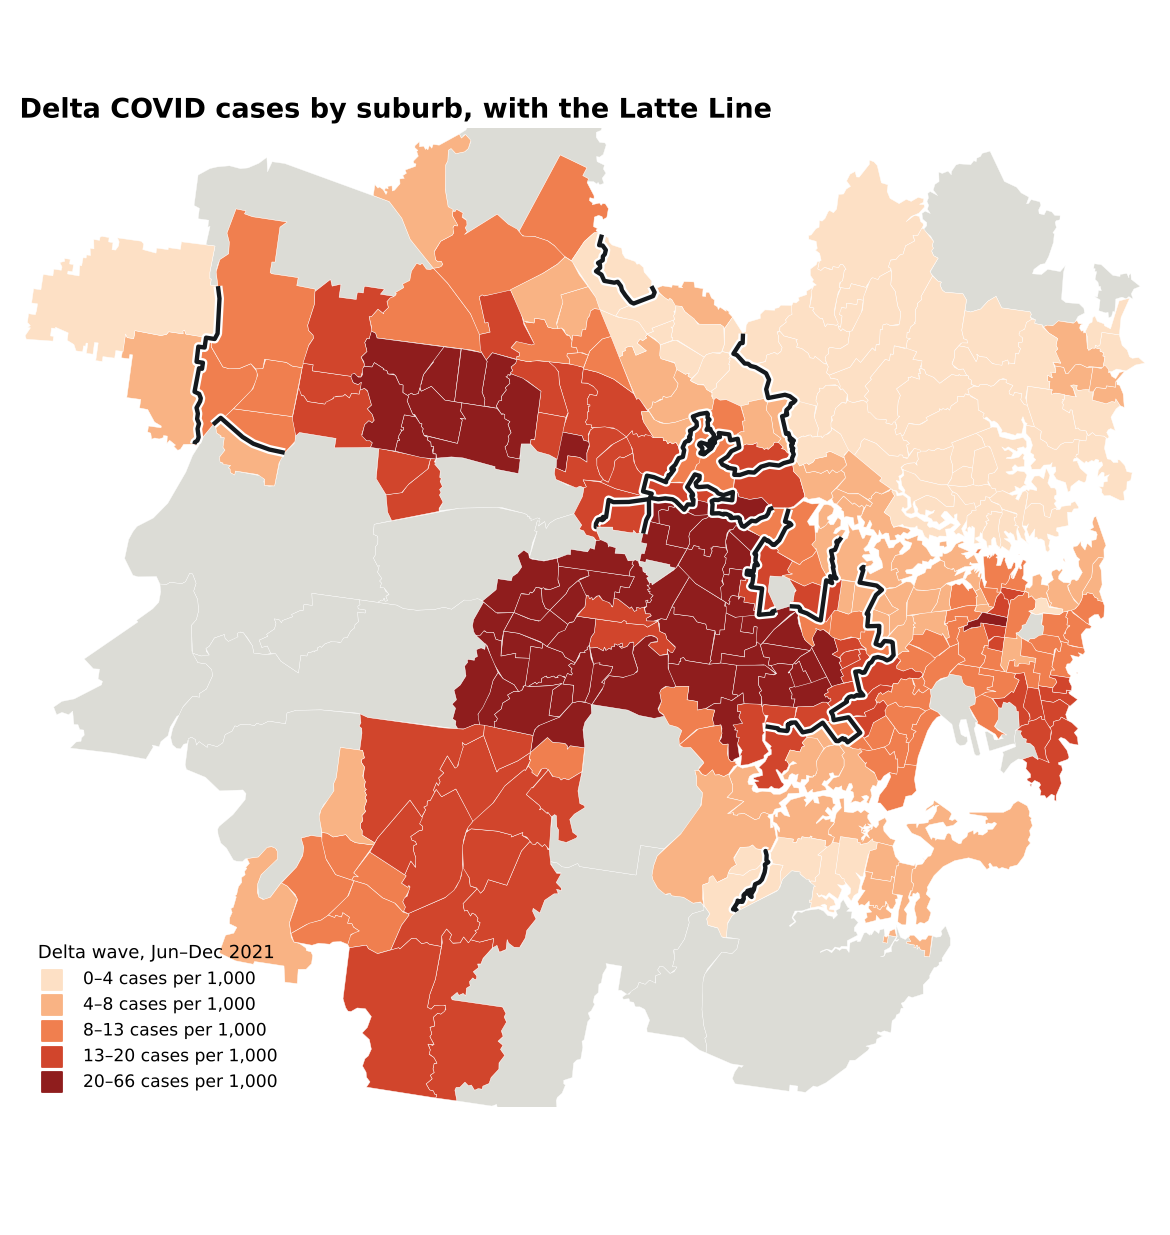 Delta COVID cases by suburb, with the Latte Line
Delta wave, Jun–Dec 2021
0–4 cases per 1,000
4–8 cases per 1,000
8–13 cases per 1,000
13–20 cases per 1,000
20–66 cases per 1,000